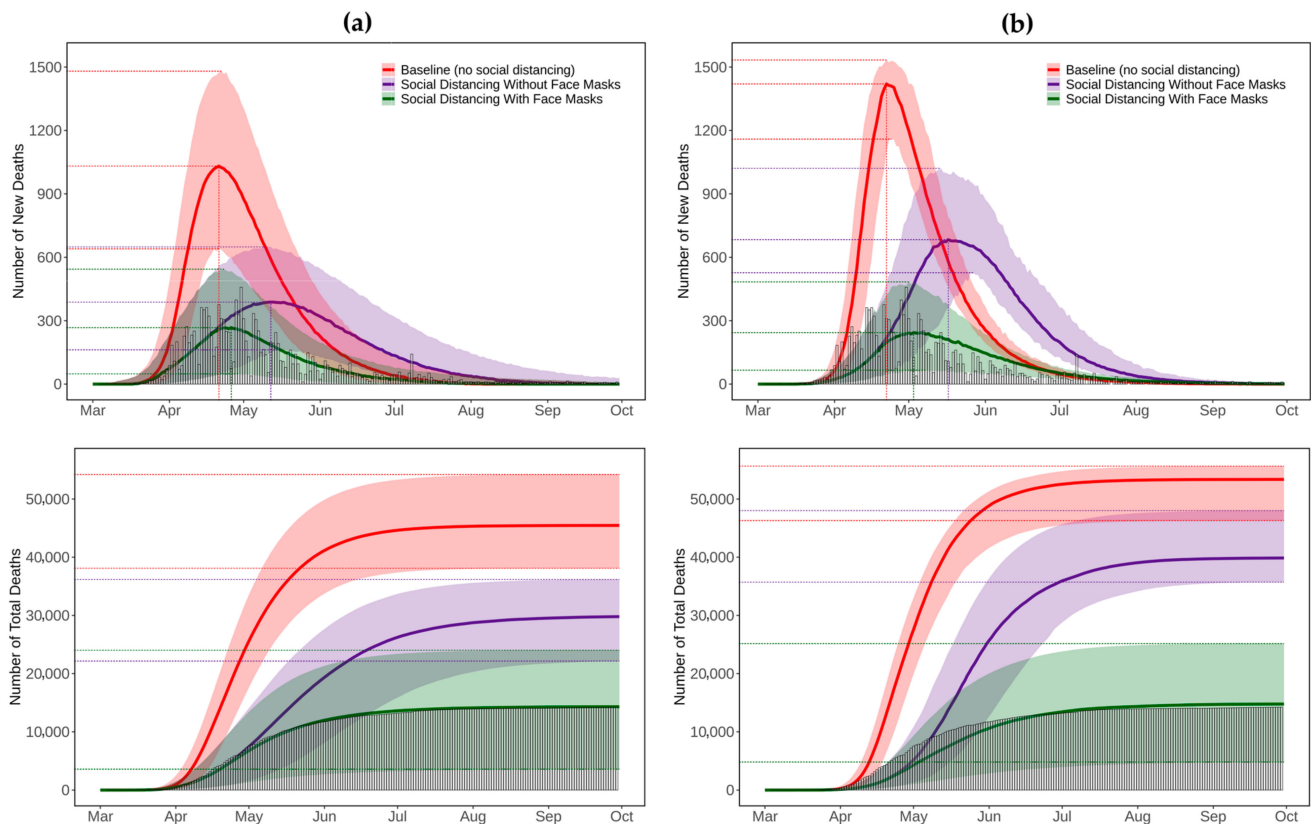 (a)
(b)
Number of New Deaths
1500
1200
900
600
300
0
Baseline (no social distancing)
Social Distancing Without Face Masks
Social Distancing With Face Masks
Mar Apr May Jun Jul Aug Sep Oct
Number of New Deaths
1500
1200
900
600
300
0
Baseline (no social distancing)
Social Distancing Without Face Masks
Social Distancing With Face Masks
Mar Apr May Jun Jul Aug Sep Oct
Number of Total Deaths
50,000
40,000
30,000
20,000
10,000
0
Mar Apr May Jun Jul Aug Sep Oct
Number of Total Deaths
50,000
40,000
30,000
20,000
10,000
0
Mar Apr May Jun Jul Aug Sep Oct